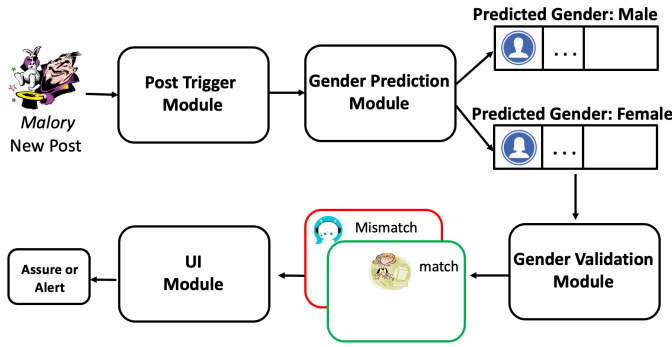 Predicted Gender: Male
...
Post Trigger
Module
Gender Prediction
Module
Malory
New Post
Predicted Gender: Female
...
Mismatch
match
Gender Validation
Module
UI
Module
Assure or
Alert